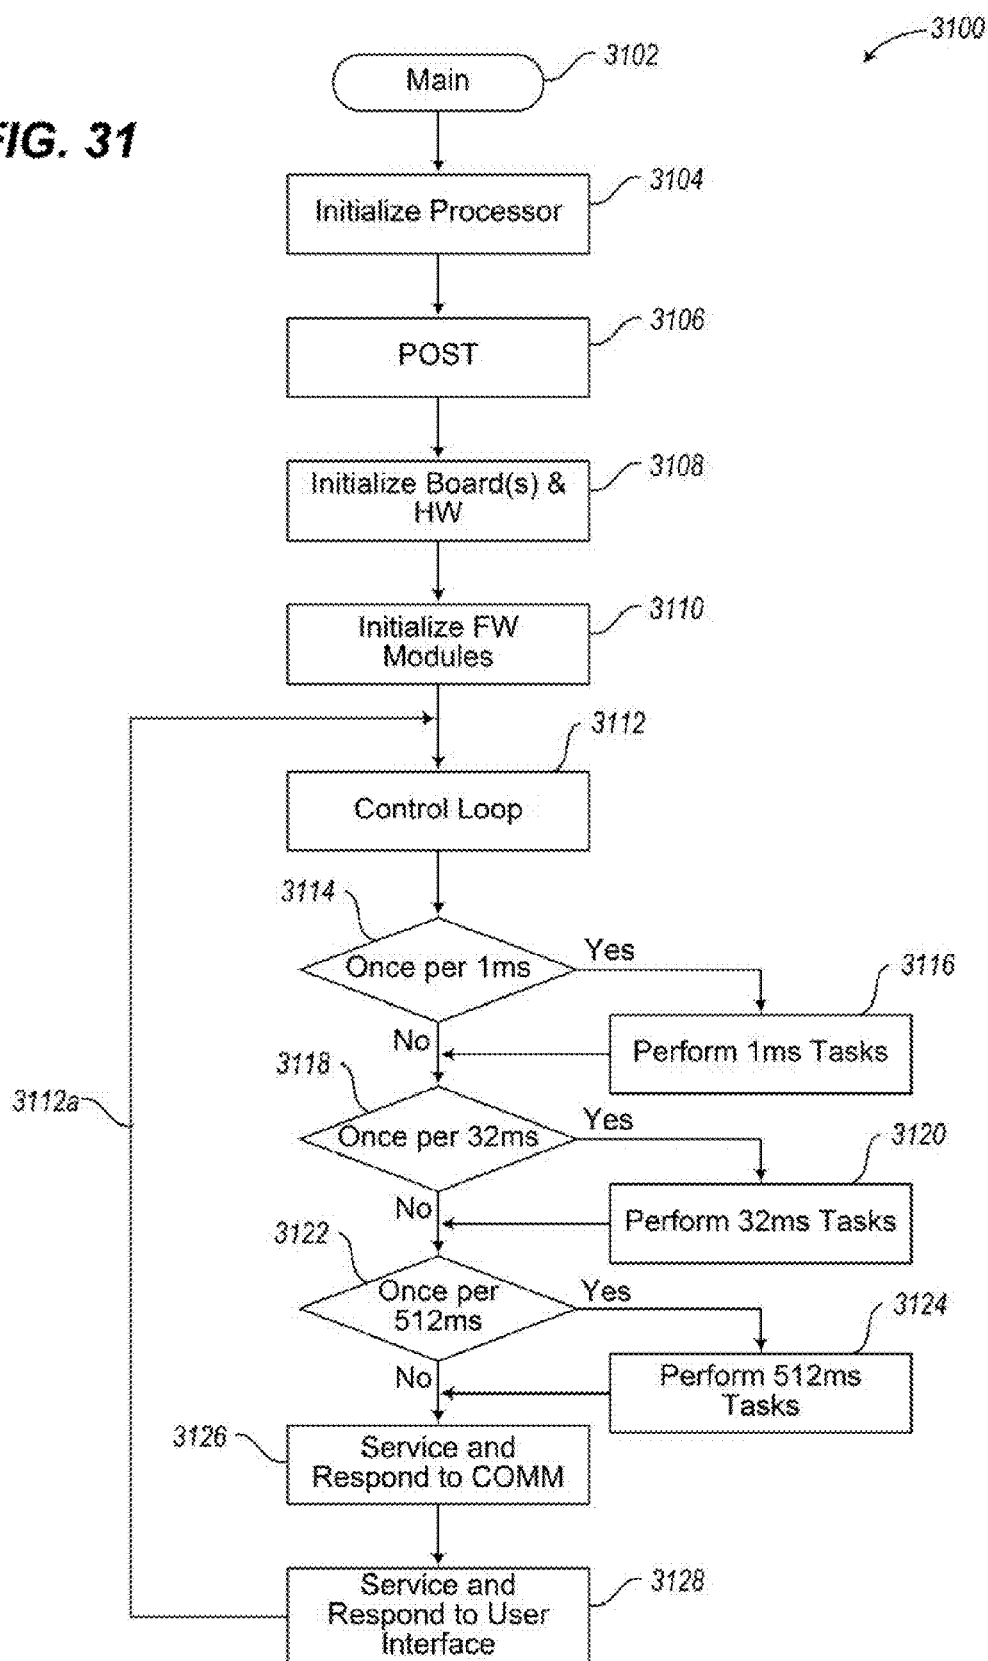 3100
3102
Main
FIG. 31
3104
Initialize Processor
3106
POST
3108
Initialize Board(s) &
HW
3110
Initialize FW
Modules
3112
Control Loop
3114
Once per 1ms
Yes
3116
No
Perform 1ms Tasks
3118
3112a
Once per 32ms
Yes
3120
No
Perform 32ms Tasks
3122
Once per
512ms
Yes
3124
No
Perform 512ms
Tasks
3126
Service and
Respond to COMM
3128
Service and
Respond to User
Interface